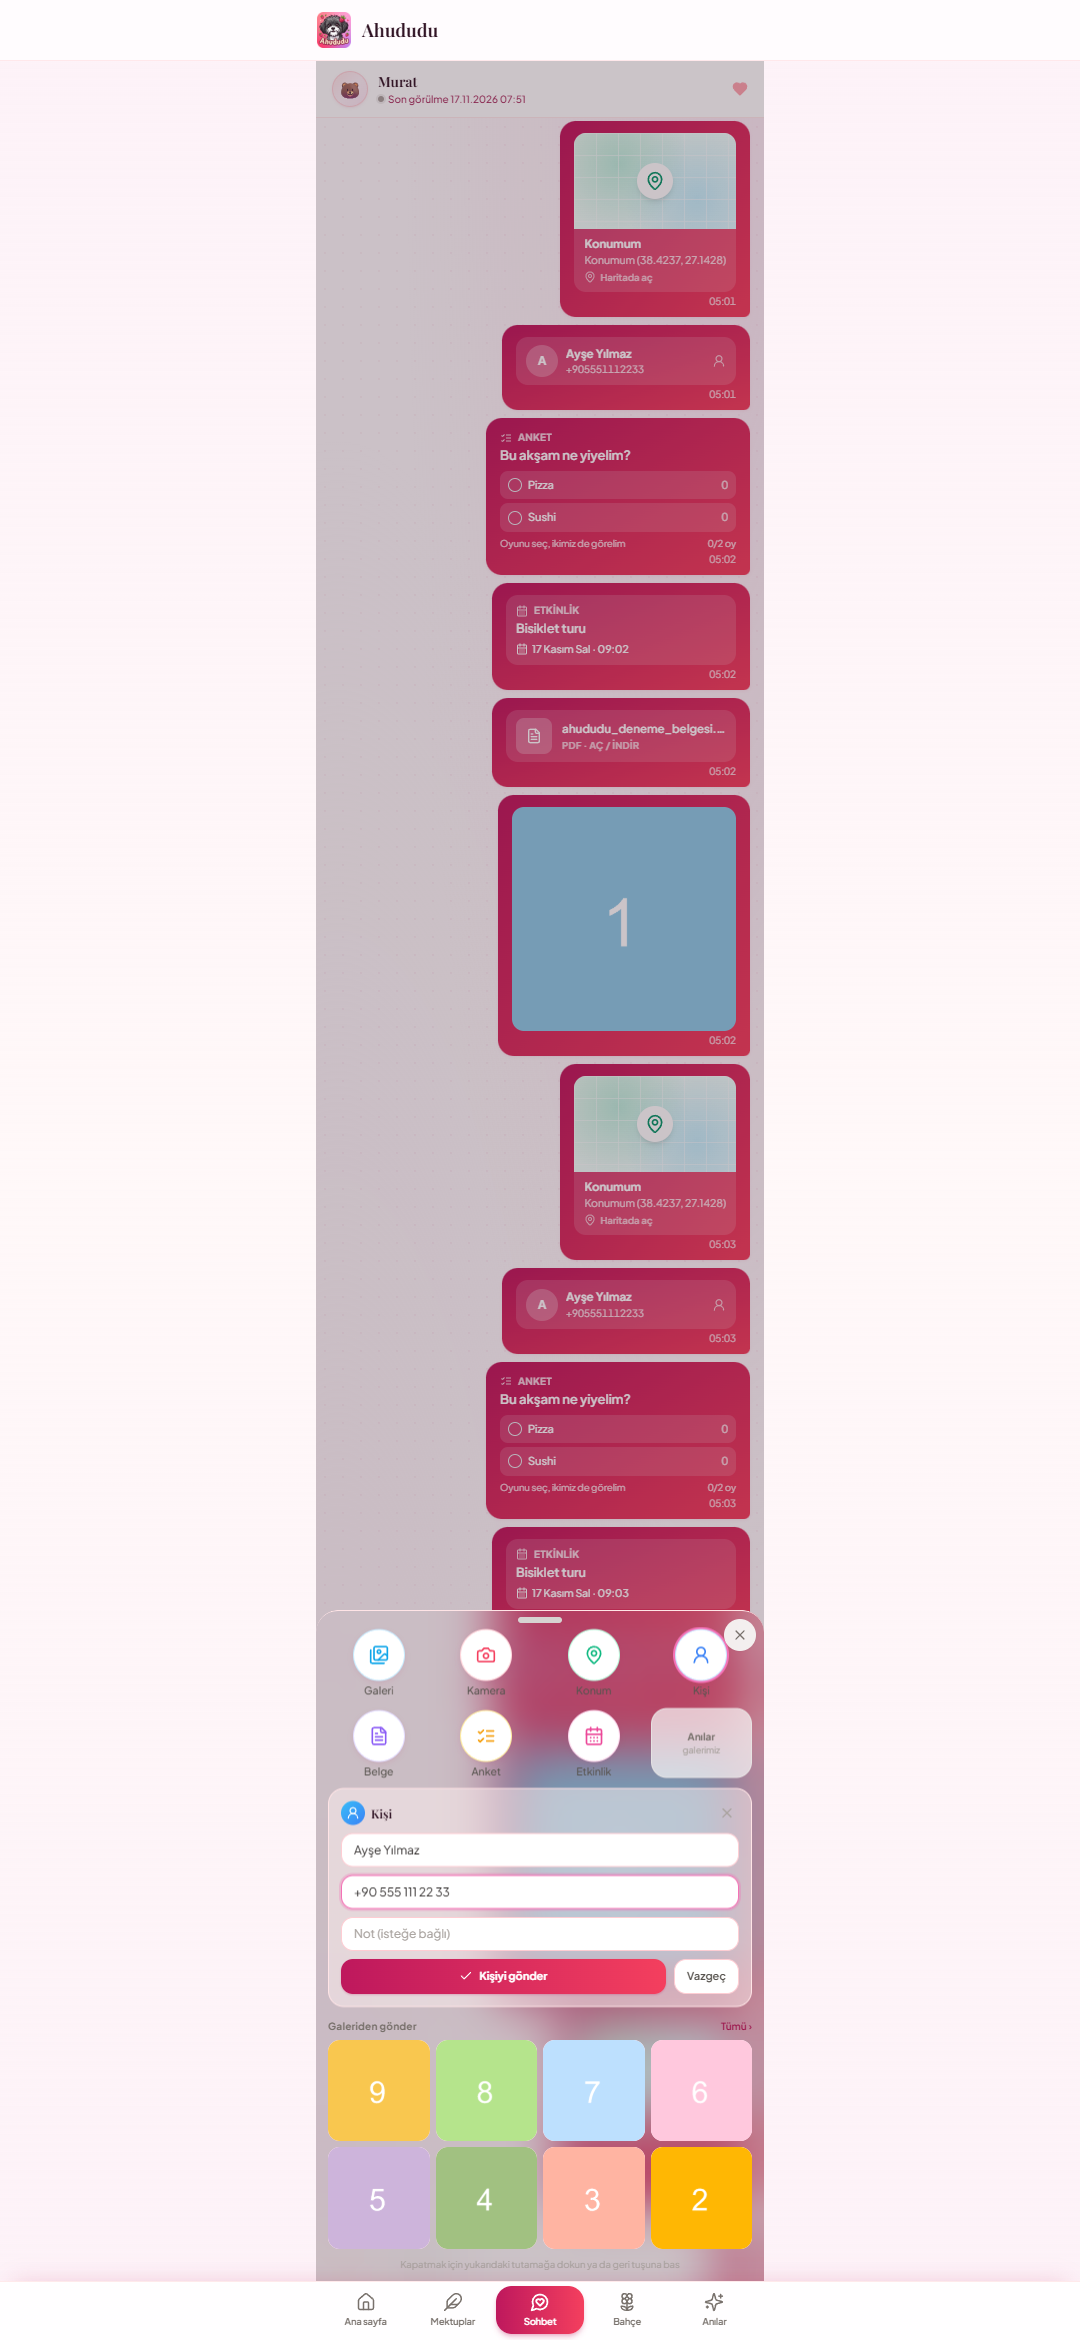 Ahududu
Ahududu
Murat
Son görülme 17.11.2026 07:51
Konumum
Konumum (38.4237, 27.1428)
Haritada aç
05:01
A
Ayşe Yılmaz
+905551112233
05:01
ANKET
Bu akşam ne yiyelim?
Pizza 0
Sushi 0
Oyunu seç, ikimiz de görelim 0/2 oy
05:02
ETKİNLİK
Bisiklet turu
17 Kasım Sal · 09:02
05:02
ahududu_deneme_belgesi....
PDF · AÇ / İNDİR
05:02
1
05:02
Konumum
Konumum (38.4237, 27.1428)
Haritada aç
05:03
A
Ayşe Yılmaz
+905551112233
05:03
ANKET
Bu akşam ne yiyelim?
Pizza 0
Sushi 0
Oyunu seç, ikimiz de görelim 0/2 oy
05:03
ETKİNLİK
Bisiklet turu
17 Kasım Sal · 09:03
Galeri Kamera Konum Kişi
Belge Anket Etkinlik
Anılar
galerimiz
Kişi
Ayşe Yılmaz
+90 555 111 22 33
Not (isteğe bağlı)
Kişiyi gönder Vazgeç
Galeriden gönder Tümü ›
9 8 7 6
5 4 3 2
Kapatmak için yukarıdaki tutamağa dokun ya da geri tuşuna bas
Ana sayfa Mektuplar Sohbet Bahçe Anılar